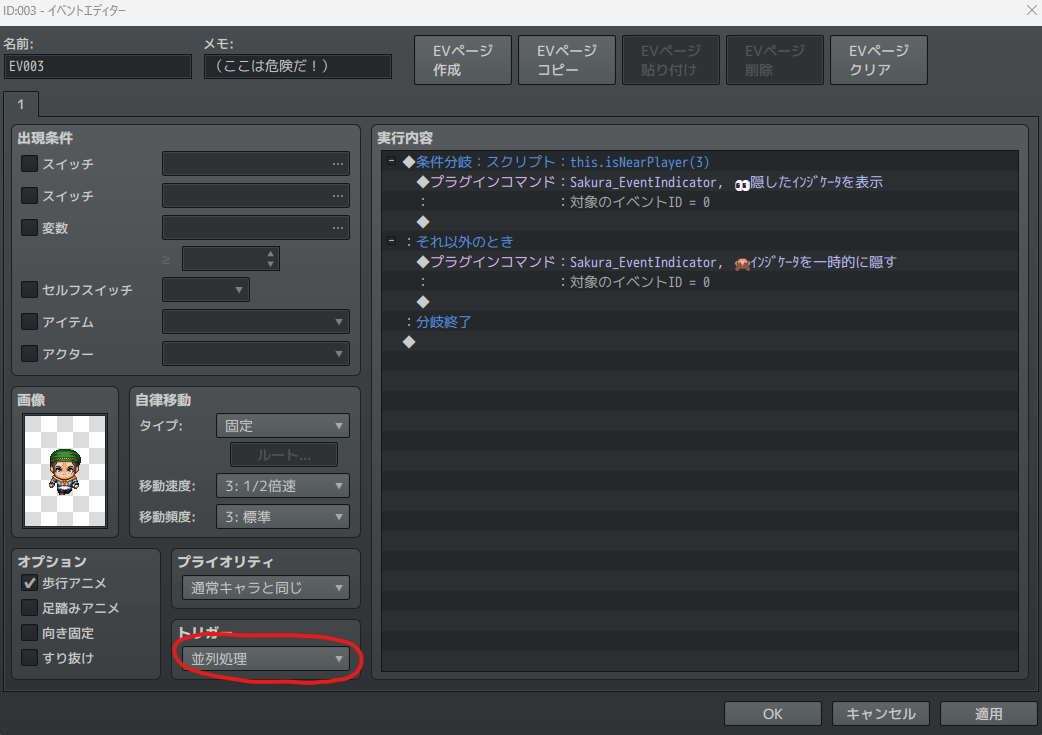 ID:003 - イベントエディター
名前:
メモ:
EV003
（ここは危険だ！）
EVページ
作成
EVページ
コピー
EVページ
貼り付け
EVページ
削除
EVページ
クリア
1
出現条件
スイッチ
...
スイッチ
...
変数
...
≥
セルフスイッチ
アイテム
アクター
画像
自律移動
タイプ:
固定
ルート...
移動速度:
3: 1/2倍速
移動頻度:
3: 標準
オプション
歩行アニメ
足踏みアニメ
向き固定
すり抜け
プライオリティ
通常キャラと同じ
トリガー
並列処理
実行内容
◆条件分岐：スクリプト：this.isNearPlayer(3)
◆プラグインコマンド：Sakura_EventIndicator, 👀隠したｲﾝｼﾞｹｰﾀを表示
：　　　　　　　　　：対象のイベントID = 0
◆
：それ以外のとき
◆プラグインコマンド：Sakura_EventIndicator, 🙈ｲﾝｼﾞｹｰﾀを一時的に隠す
：　　　　　　　　　：対象のイベントID = 0
◆
：分岐終了
◆
OK
キャンセル
適用